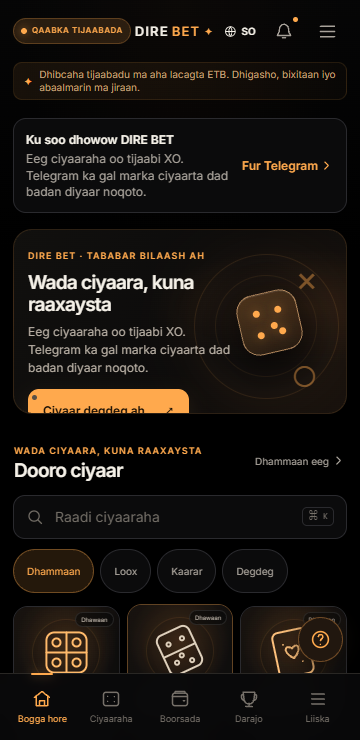 QAABKA TIJAABADA
DIRE BET
SO
Dhibcaha tijaabadu ma aha lacagta ETB. Dhigasho, bixitaan iyo
abaalmarin ma jiraan.
Ku soo dhowow DIRE BET
Eeg ciyaaraha oo tijaabi XO.
Telegram ka gal marka ciyaarta dad
badan diyaar noqoto.
Fur Telegram
DIRE BET · TABABAR BILAASH AH
Wada ciyaara, kuna
raaxaysta
Eeg ciyaaraha oo tijaabi XO.
Telegram ka gal marka ciyaarta dad
badan diyaar noqoto.
Ciyaar degdeg ah
WADA CIYAARA, KUNA RAAXAYSTA
Dooro ciyaar
Dhammaan eeg
Raadi ciyaaraha
⌘ K
Dhammaan
Loox
Kaarar
Degdeg
Dhawaan
Dhawaan
Bogga hore
Ciyaaraha
Boorsada
Darajo
Liiska